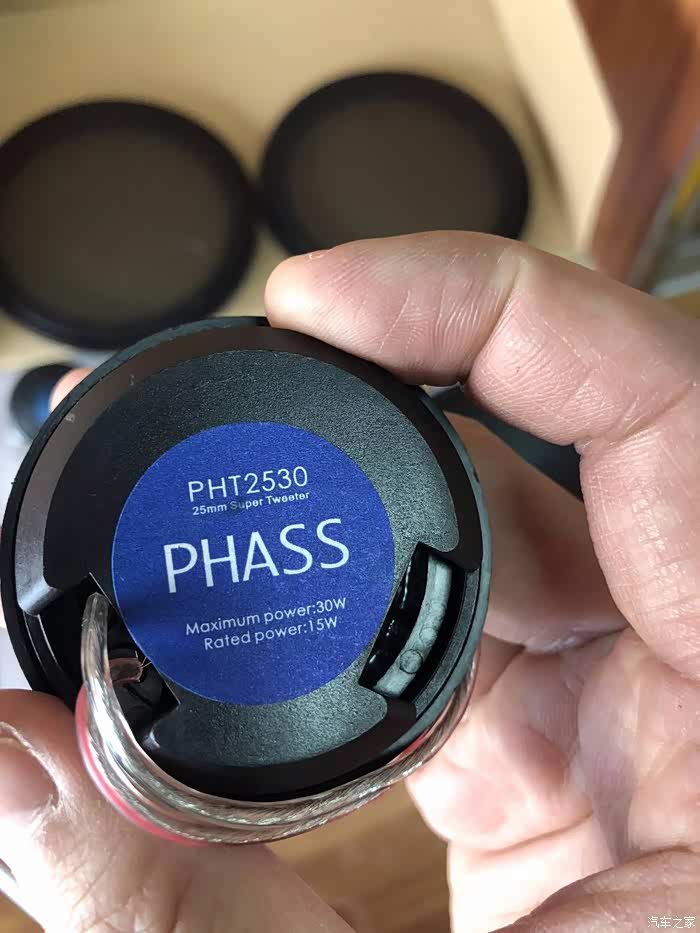 PHT2530
25mm Super Tweeter
PHASS
Maximum power:30W
Rated power:15W
汽车之家